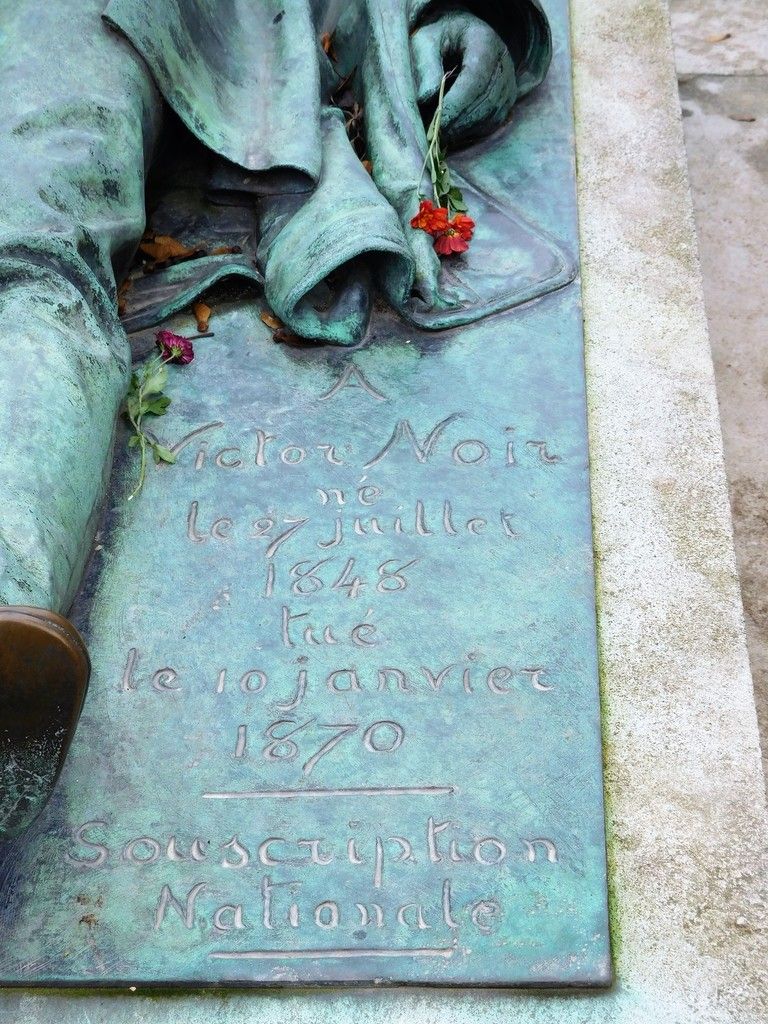 A
Victor Noir
né
le 27 juillet
1848
tué
le 10 janvier
1870
Souscription
Nationale